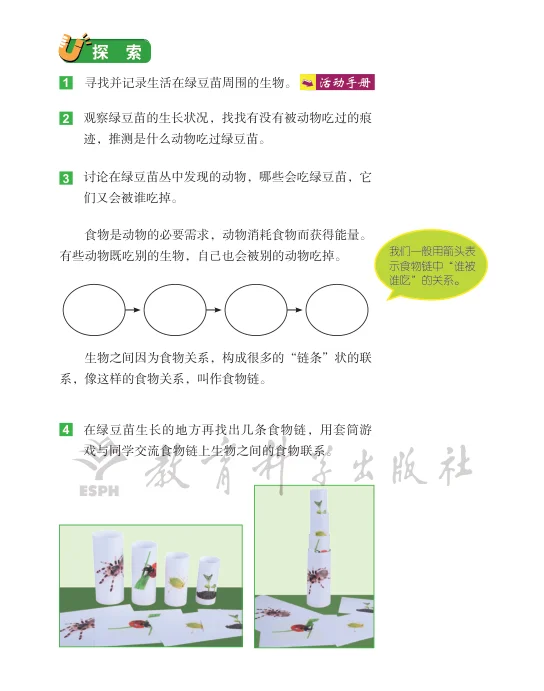 探 索
1 寻找并记录生活在绿豆苗周围的生物。 活动手册
2 观察绿豆苗的生长状况，找找有没有被动物吃过的痕
迹，推测是什么动物吃过绿豆苗。
3 讨论在绿豆苗丛中发现的动物，哪些会吃绿豆苗，它
们又会被谁吃掉。
食物是动物的必要需求，动物消耗食物而获得能量。
有些动物既吃别的生物，自己也会被别的动物吃掉。
我们一般用箭头表
示食物链中“谁被
谁吃”的关系。
生物之间因为食物关系，构成很多的“链条”状的联
系，像这样的食物关系，叫作食物链。
4 在绿豆苗生长的地方再找出几条食物链，用套筒游
戏与同学交流食物链上生物之间的食物联系。
ESPH 教育科学出版社